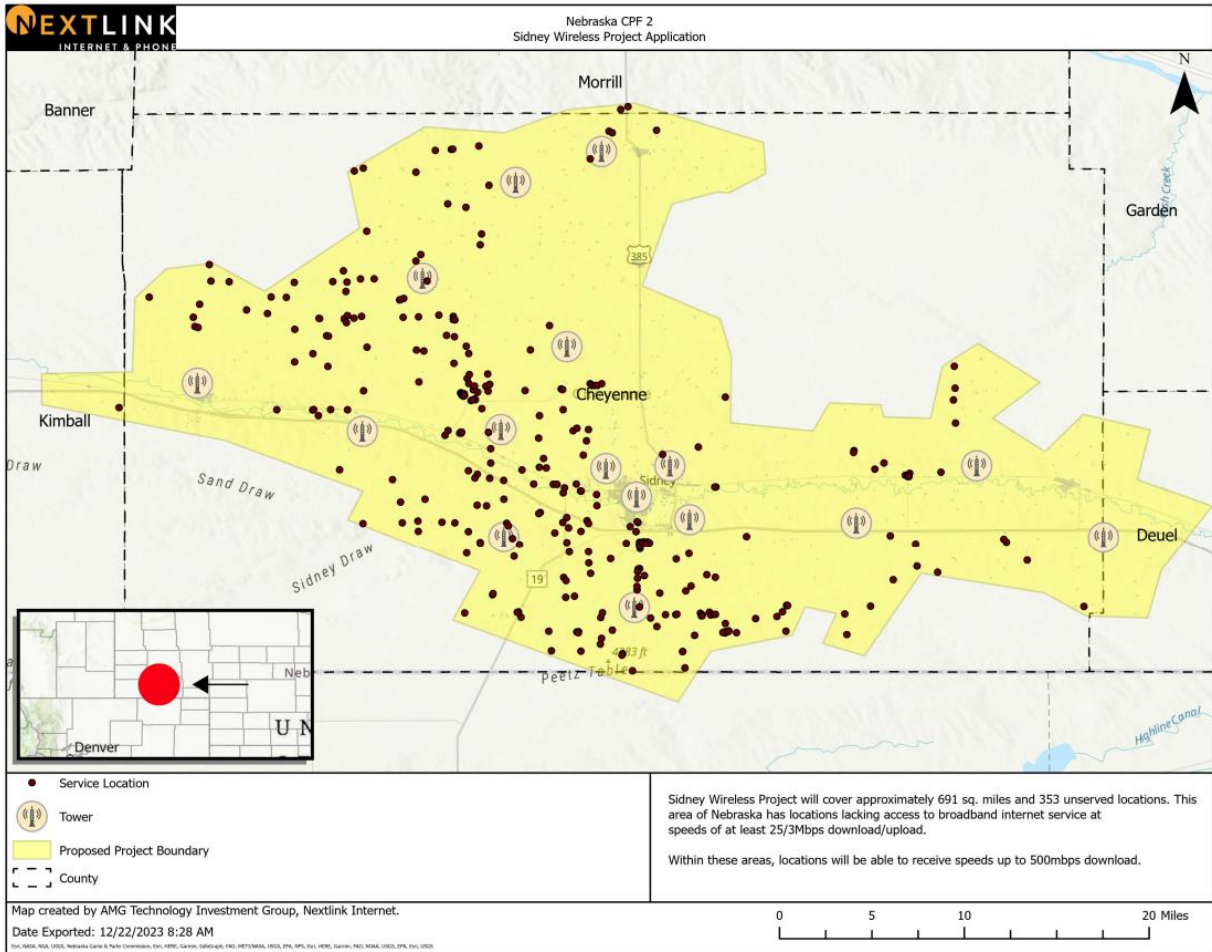 NEXTLINK
INTERNET & PHONE
Nebraska CPF 2
Sidney Wireless Project Application
Morrill
N
Banner
Garden
385
Cheyenne
Kimball
Draw
Sand Draw
Sidney
Deuel
Sidney Draw
19
Peetz Table
Neb
U N
Denver
Highline Canal
Service Location
Tower
Proposed Project Boundary
County
Sidney Wireless Project will cover approximately 691 sq. miles and 353 unserved locations. This
area of Nebraska has locations lacking access to broadband internet service at
speeds of at least 25/3Mbps download/upload.
Within these areas, locations will be able to receive speeds up to 500mbps download.
Map created by AMG Technology Investment Group, Nextlink Internet.
Date Exported: 12/22/2023 8:28 AM
0 5 10 20 Miles